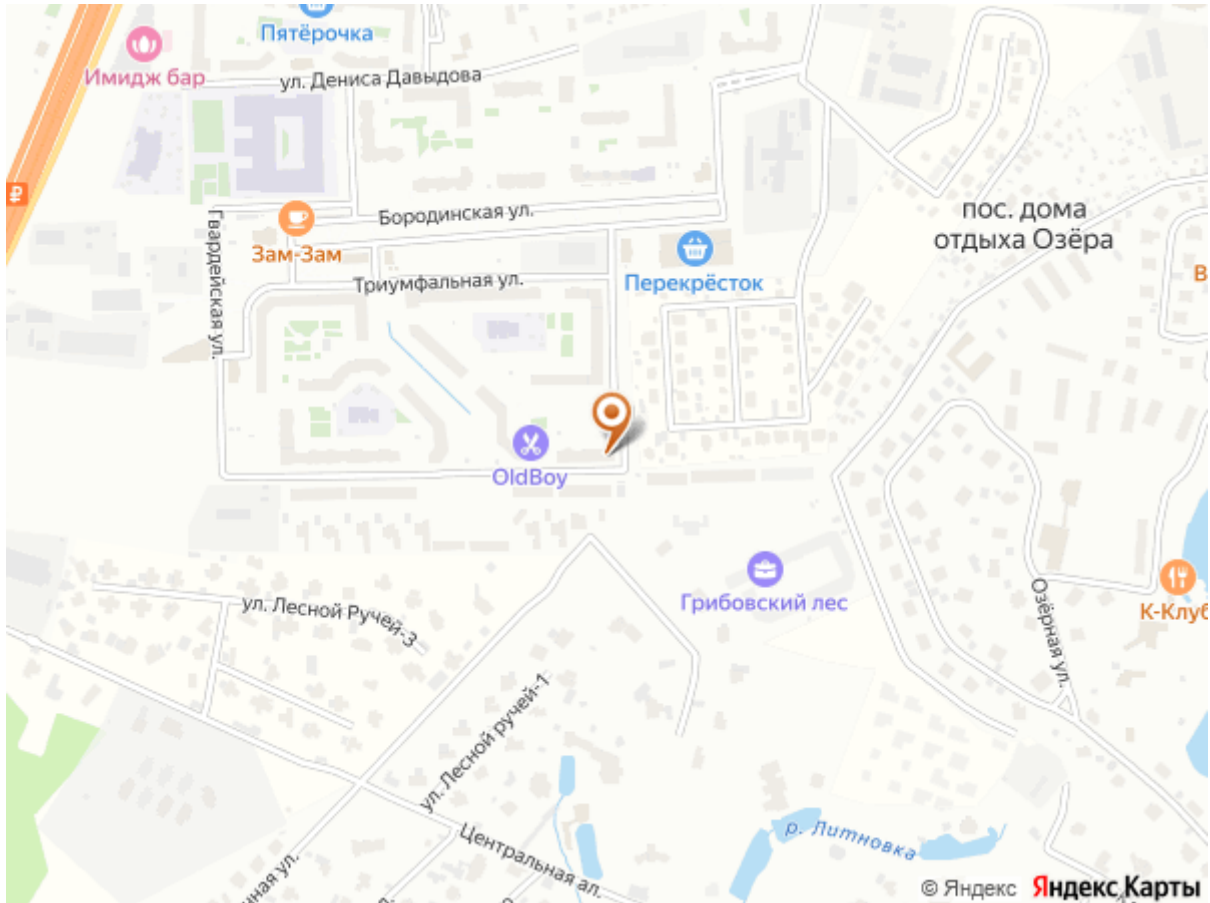 Пятёрочка
Имидж бар
ул. Дениса Давыдова
₽
Гвардейская ул.
Бородинская ул.
Зам-Зам
пос. дома
отдыха Озёра
Триумфальная ул.
Перекрёсток
В
OldBoy
Грибовский лес
К-Клуб
Озёрная ул.
ул. Лесной Ручей-3
ул. Лесной ручей-1
р. Литновка
Центральная ал.
© Яндекс Яндекс Карты